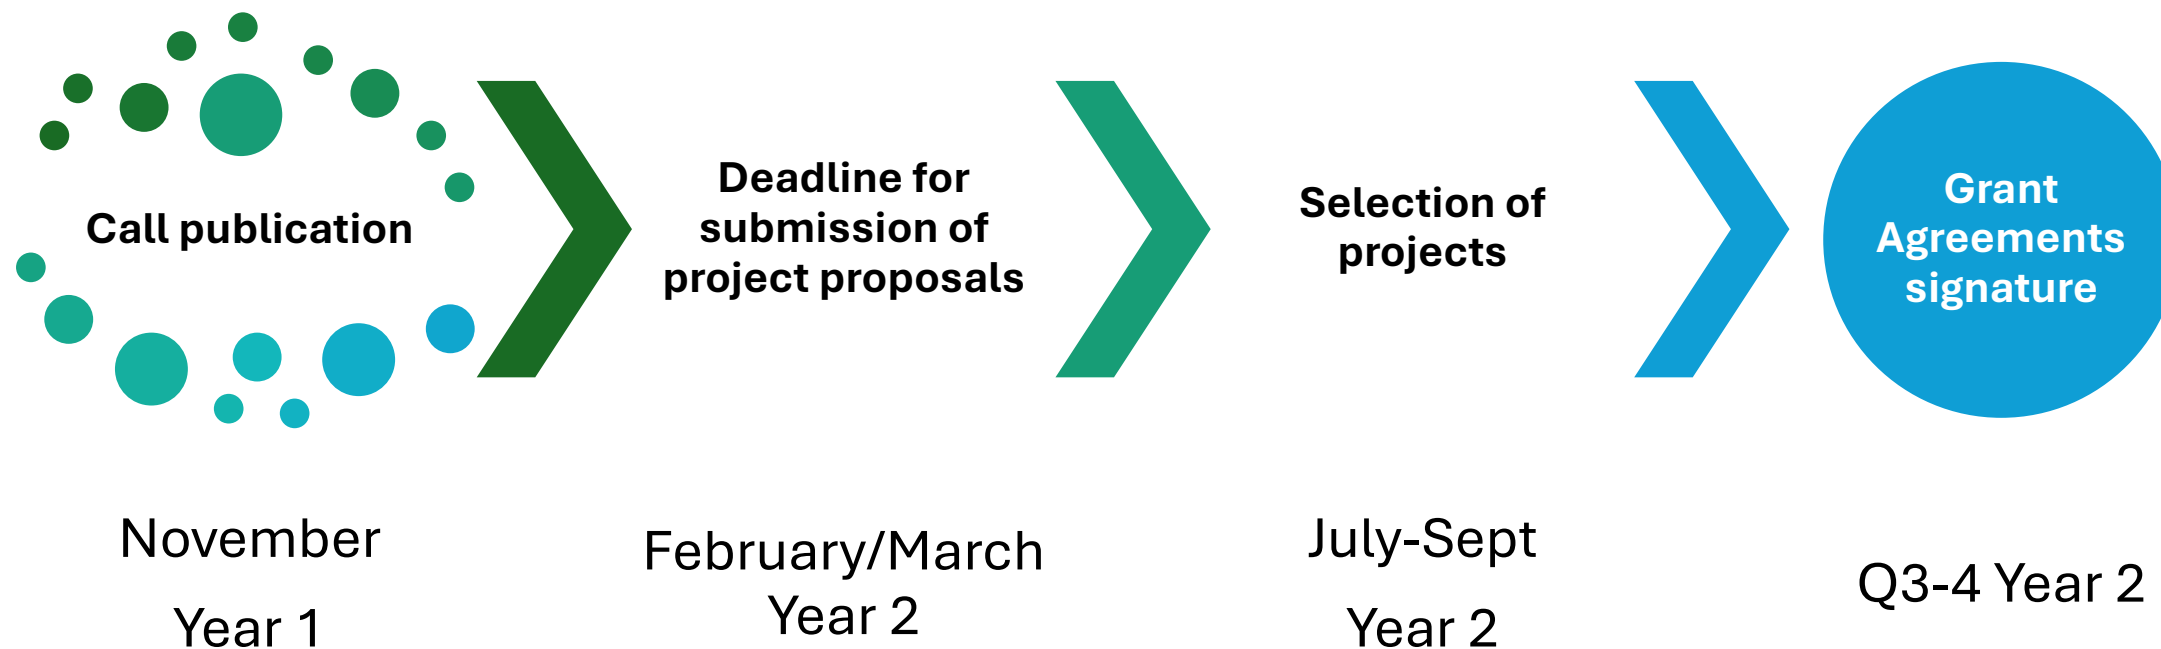 Call publication
Deadline for
submission of
project proposals
Selection of
projects
Grant
Agreements
signature
November
Year 1
February/March
Year 2
July-Sept
Year 2
Q3-4 Year 2